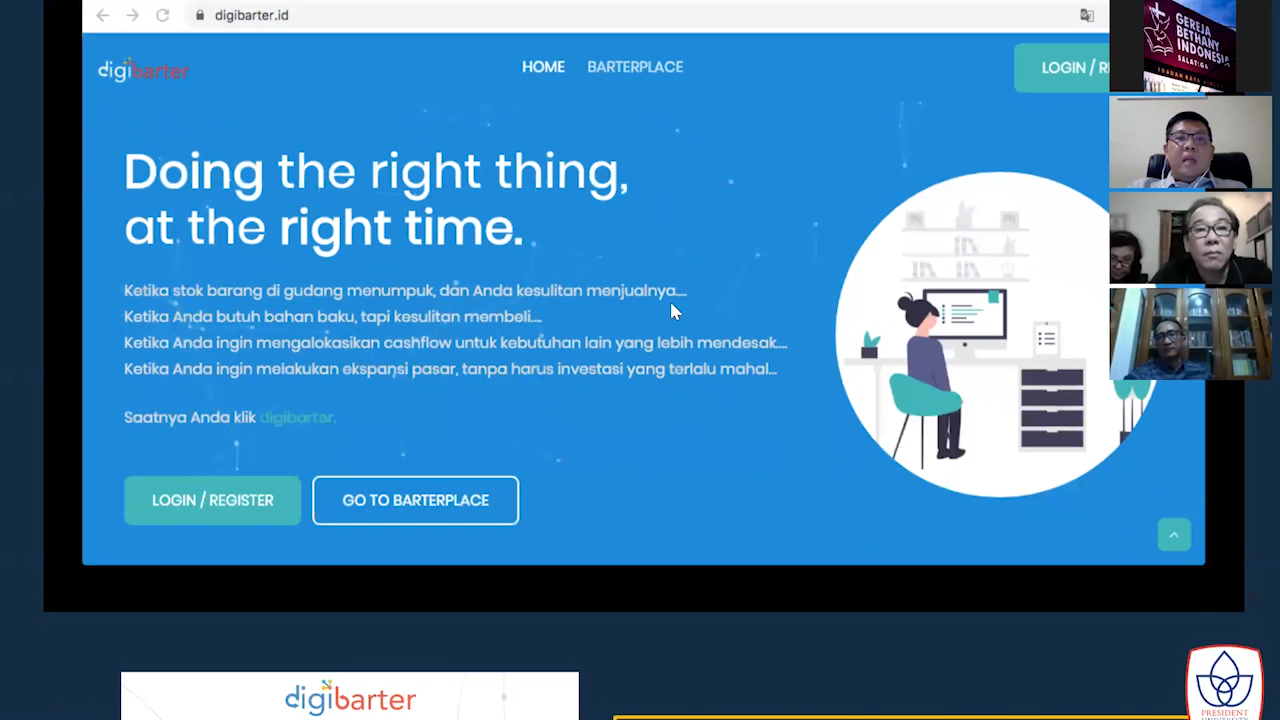 digibarter.id
digibarter
HOME
BARTERPLACE
LOGIN / RE
Doing the right thing,
at the right time.
Ketika stok barang di gudang menumpuk, dan Anda kesulitan menjualnya....
Ketika Anda butuh bahan baku, tapi kesulitan membeli....
Ketika Anda ingin mengalokasikan cashflow untuk kebutuhan lain yang lebih mendesak....
Ketika Anda ingin melakukan ekspansi pasar, tanpa harus investasi yang terlalu mahal...
Saatnya Anda klik digibarter.
LOGIN / REGISTER
GO TO BARTERPLACE
GEREJA
BETHANY
INDONESIA
SALATIGA
digibarter
PRESIDENT